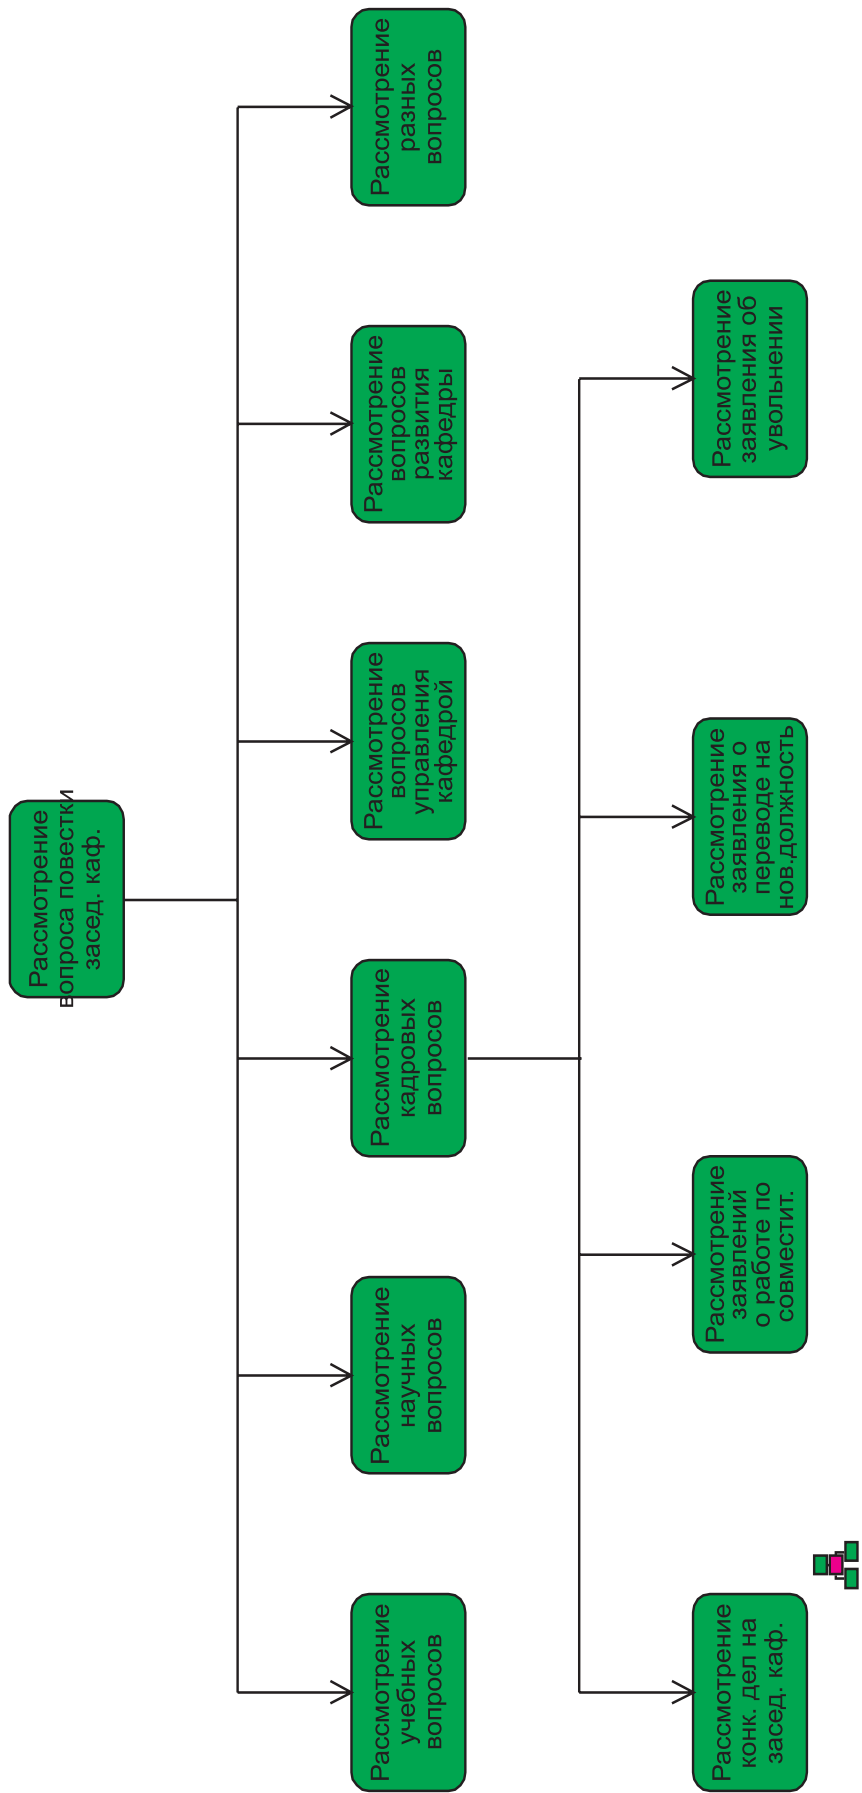 Рассмотрение
вопроса повестки
засед. каф.
Рассмотрение
учебных
вопросов
Рассмотрение
научных
вопросов
Рассмотрение
кадровых
вопросов
Рассмотрение
вопросов
управления
кафедрой
Рассмотрение
вопросов
развития
кафедры
Рассмотрение
разных
вопросов
Рассмотрение
конк. дел на
засед. каф.
Рассмотрение
заявлений
о работе по
совместит.
Рассмотрение
заявления о
переводе на
нов.должность
Рассмотрение
заявления об
увольнении